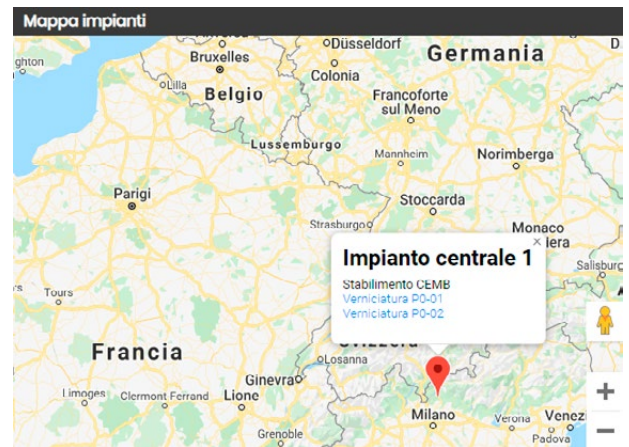 Mappa impianti
Düsseldorf
Germania
D
ghton
Bruxelles
Colonia
Lilla
Belgio
Francoforte
sul Meno
Lussemburgo
Mannheim
Norimberga
Parigi
Stoccarda
Strasburgo
Monaco
iera
×
Impianto centrale 1
Salisburg
Stabilimento CEMB
Verniciatura P0-01
Verniciatura P0-02
Tours
Francia
Losanna
Ginevra
Limoges
Clermont Ferrand
Lione
Milano
Verona
Venez
Grenoble
Padova
+
−